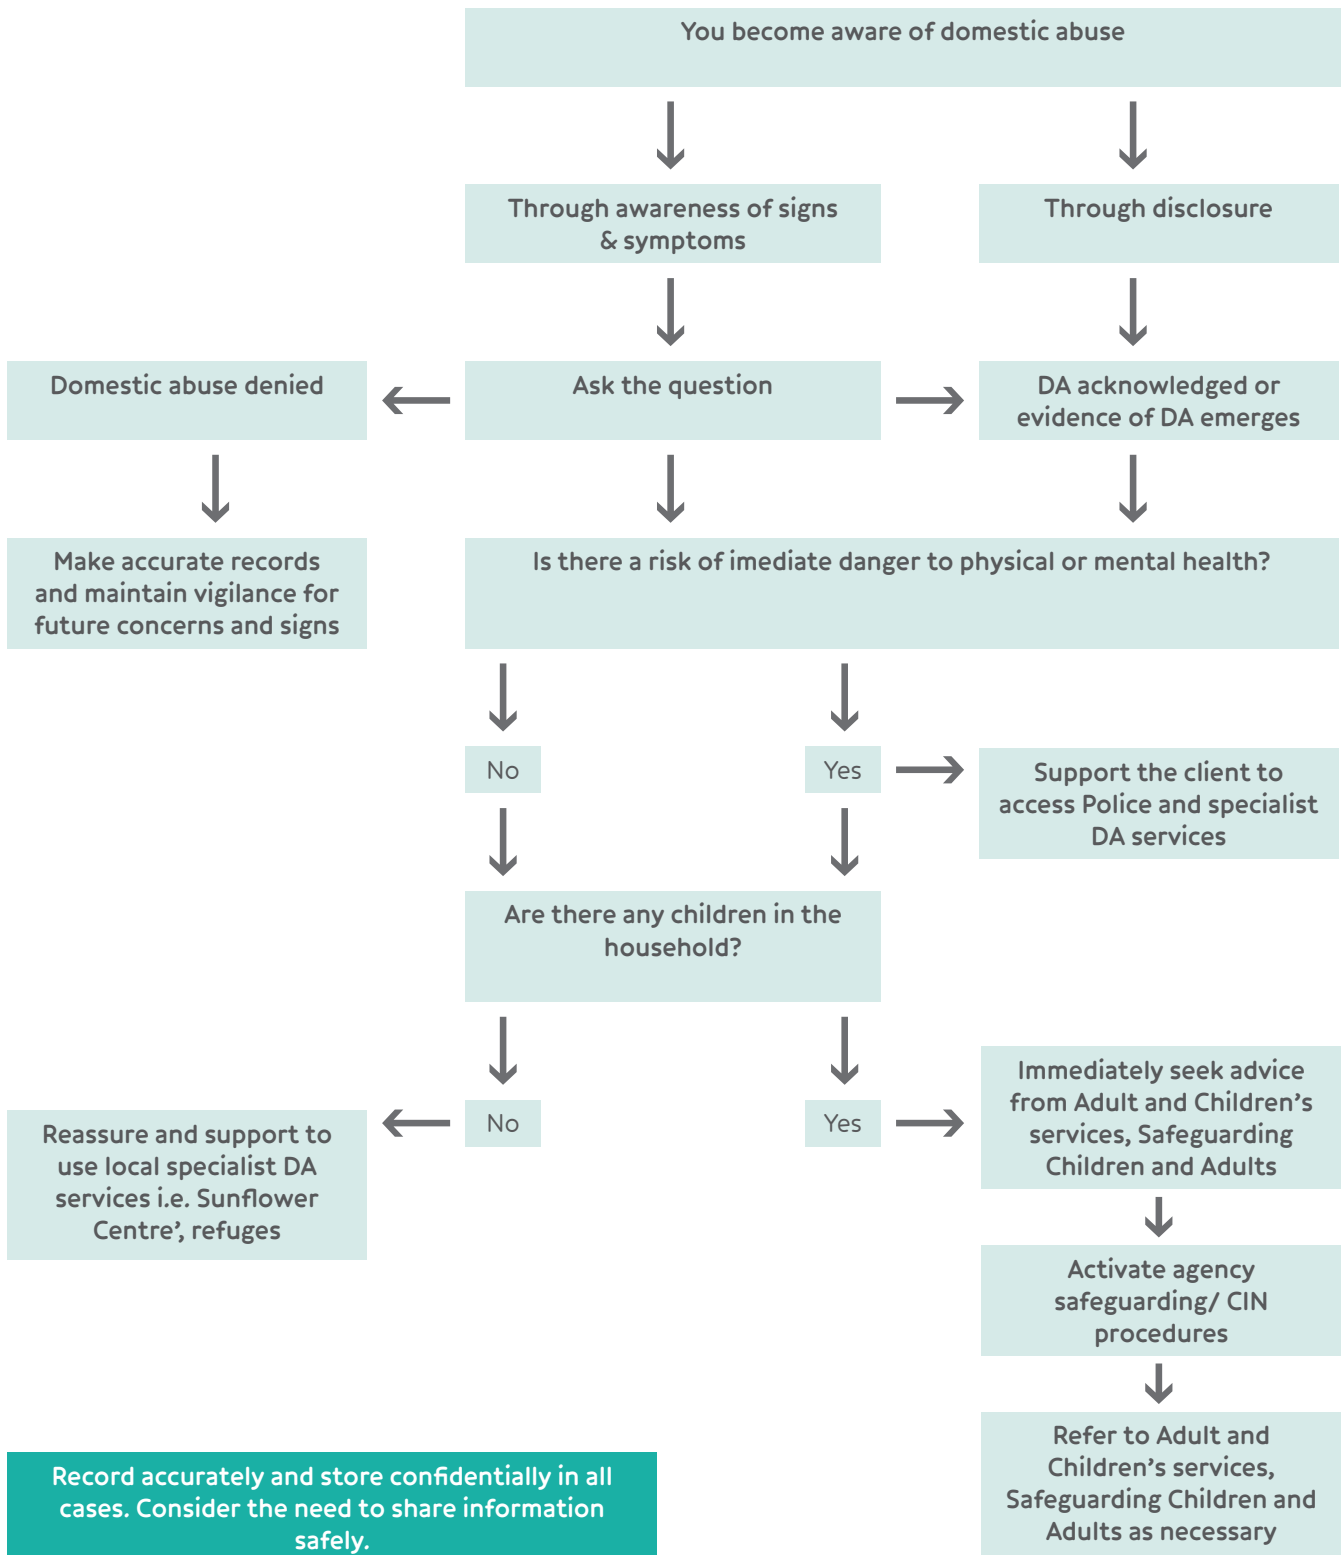 You become aware of domestic abuse
Through awareness of signs
& symptoms
Through disclosure
Domestic abuse denied
Ask the question
DA acknowledged or
evidence of DA emerges
Make accurate records
and maintain vigilance for
future concerns and signs
Is there a risk of imediate danger to physical or mental health?
No
Yes
Support the client to
access Police and specialist
DA services
Are there any children in the
household?
No
Yes
Immediately seek advice
from Adult and Children’s
services, Safeguarding
Children and Adults
Reassure and support to
use local specialist DA
services i.e. Sunflower
Centre’, refuges
Activate agency
safeguarding/ CIN
procedures
Refer to Adult and
Children’s services,
Safeguarding Children and
Adults as necessary
Record accurately and store confidentially in all
cases. Consider the need to share information
safely.